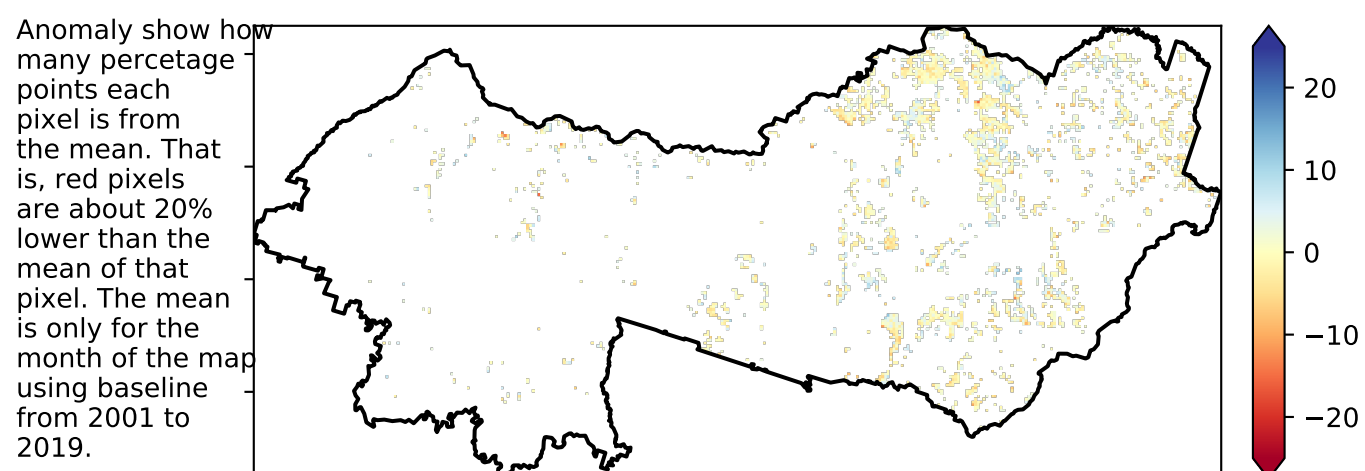 Anomaly show how
many percetage
points each
pixel is from
the mean. That
is, red pixels
are about 20%
lower than the
mean of that
pixel. The mean
is only for the
month of the map
using baseline
from 2001 to
2019.
20
10
0
−10
−20